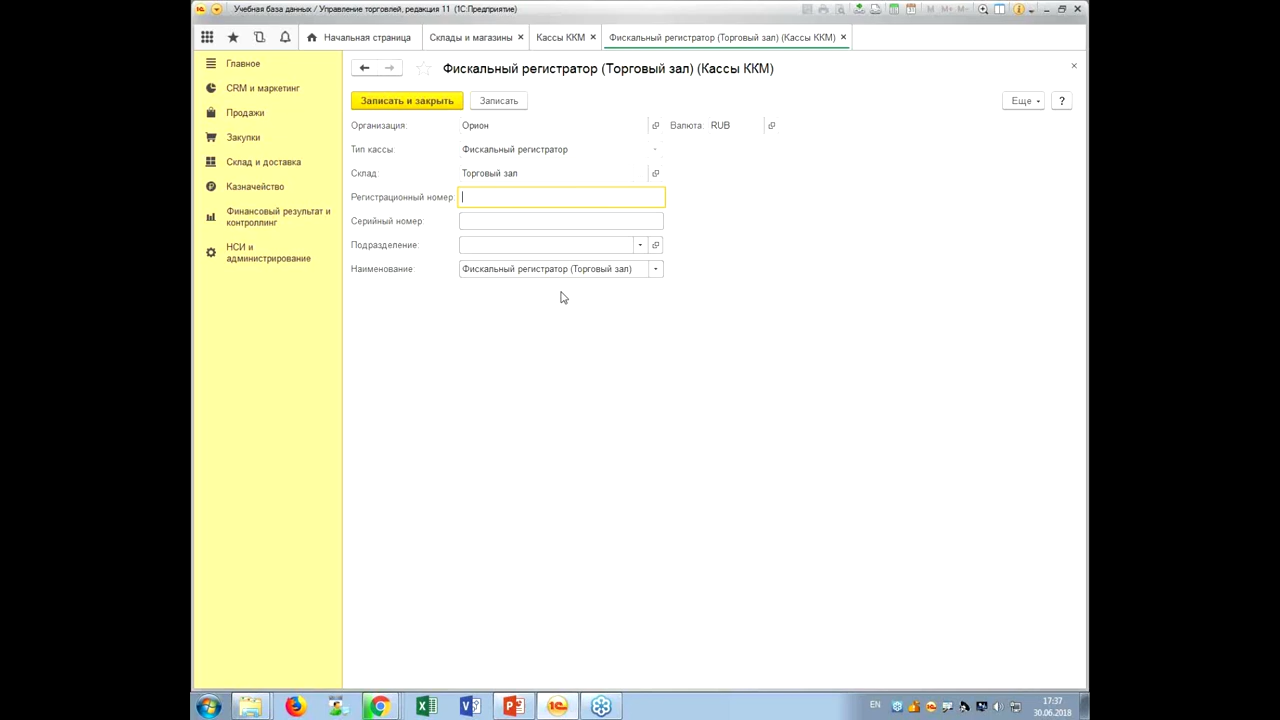 Учебная база данных / Управление торговлей, редакция 11 (1С:Предприятие)
M M+ M-
Начальная страница
Склады и магазины
Кассы ККМ
Фискальный регистратор (Торговый зал) (Кассы ККМ)
Главное
CRM и маркетинг
Продажи
Закупки
Склад и доставка
Казначейство
Финансовый результат и
контроллинг
НСИ и
администрирование
Фискальный регистратор (Торговый зал) (Кассы ККМ)
Записать и закрыть
Записать
Еще
?
Организация: Орион
Валюта: RUB
Тип кассы: Фискальный регистратор
Склад: Торговый зал
Регистрационный номер:
Серийный номер:
Подразделение:
Наименование: Фискальный регистратор (Торговый зал)
EN
17:37
30.06.2018